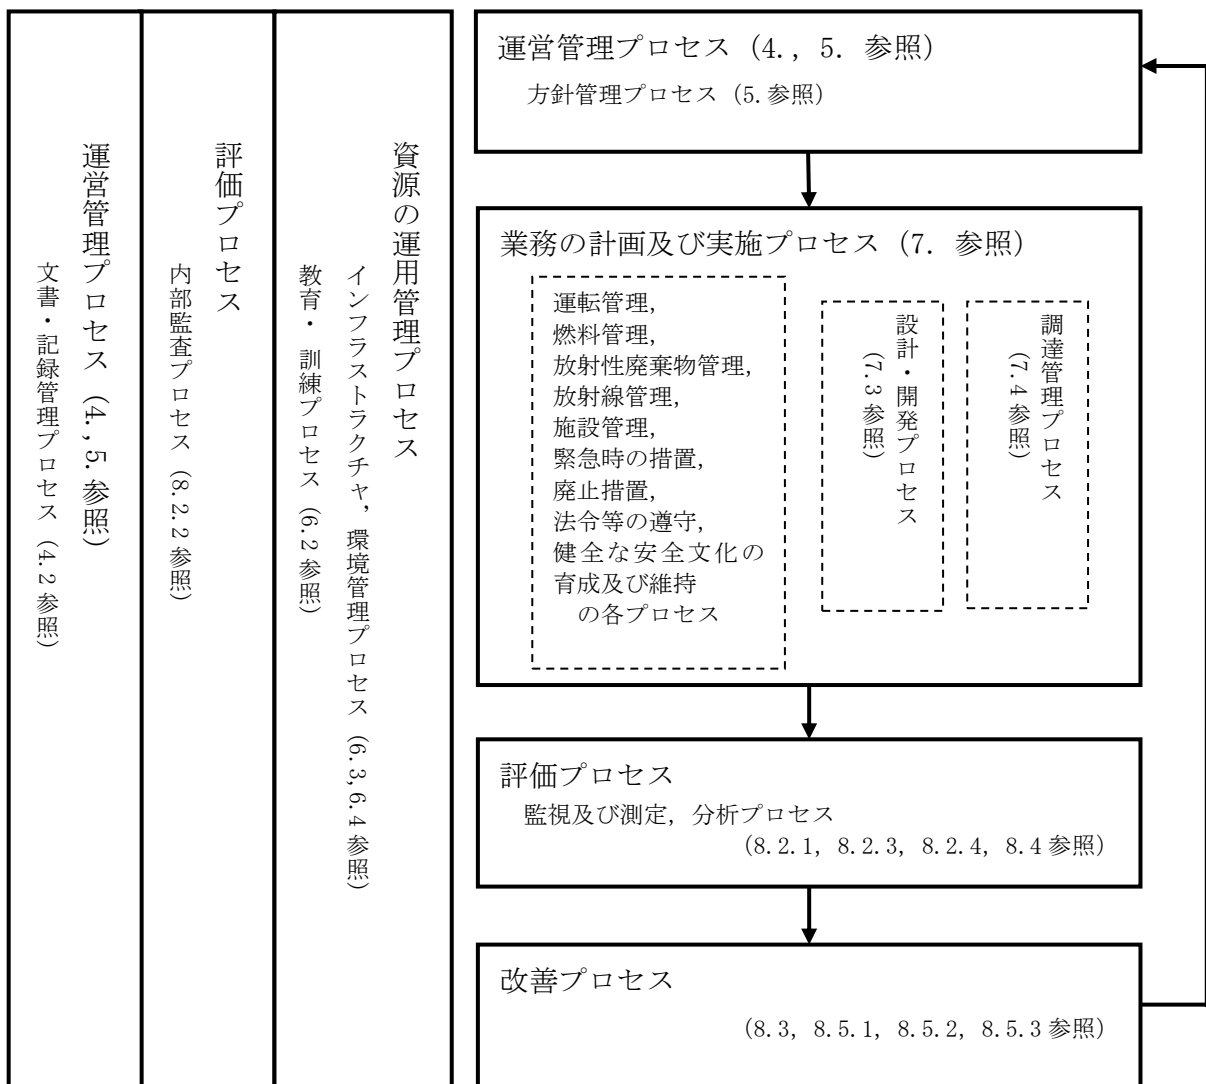 運営管理プロセス（4.,5.参照）
文書・記録管理プロセス（4.2参照）
評価プロセス
内部監査プロセス（8.2.2参照）
資源の運用管理プロセス
インフラストラクチャ，環境管理プロセス（6.3,6.4参照）
教育・訓練プロセス（6.2参照）
運営管理プロセス（4.，5. 参照）
方針管理プロセス（5.参照）
業務の計画及び実施プロセス（7. 参照）
運転管理，
燃料管理，
放射性廃棄物管理，
放射線管理，
施設管理，
緊急時の措置，
廃止措置，
法令等の遵守，
健全な安全文化の
育成及び維持
の各プロセス
設計・開発プロセス
（7.3参照）
調達管理プロセス
（7.4参照）
評価プロセス
監視及び測定，分析プロセス
（8.2.1，8.2.3，8.2.4，8.4参照）
改善プロセス
（8.3，8.5.1，8.5.2，8.5.3参照）